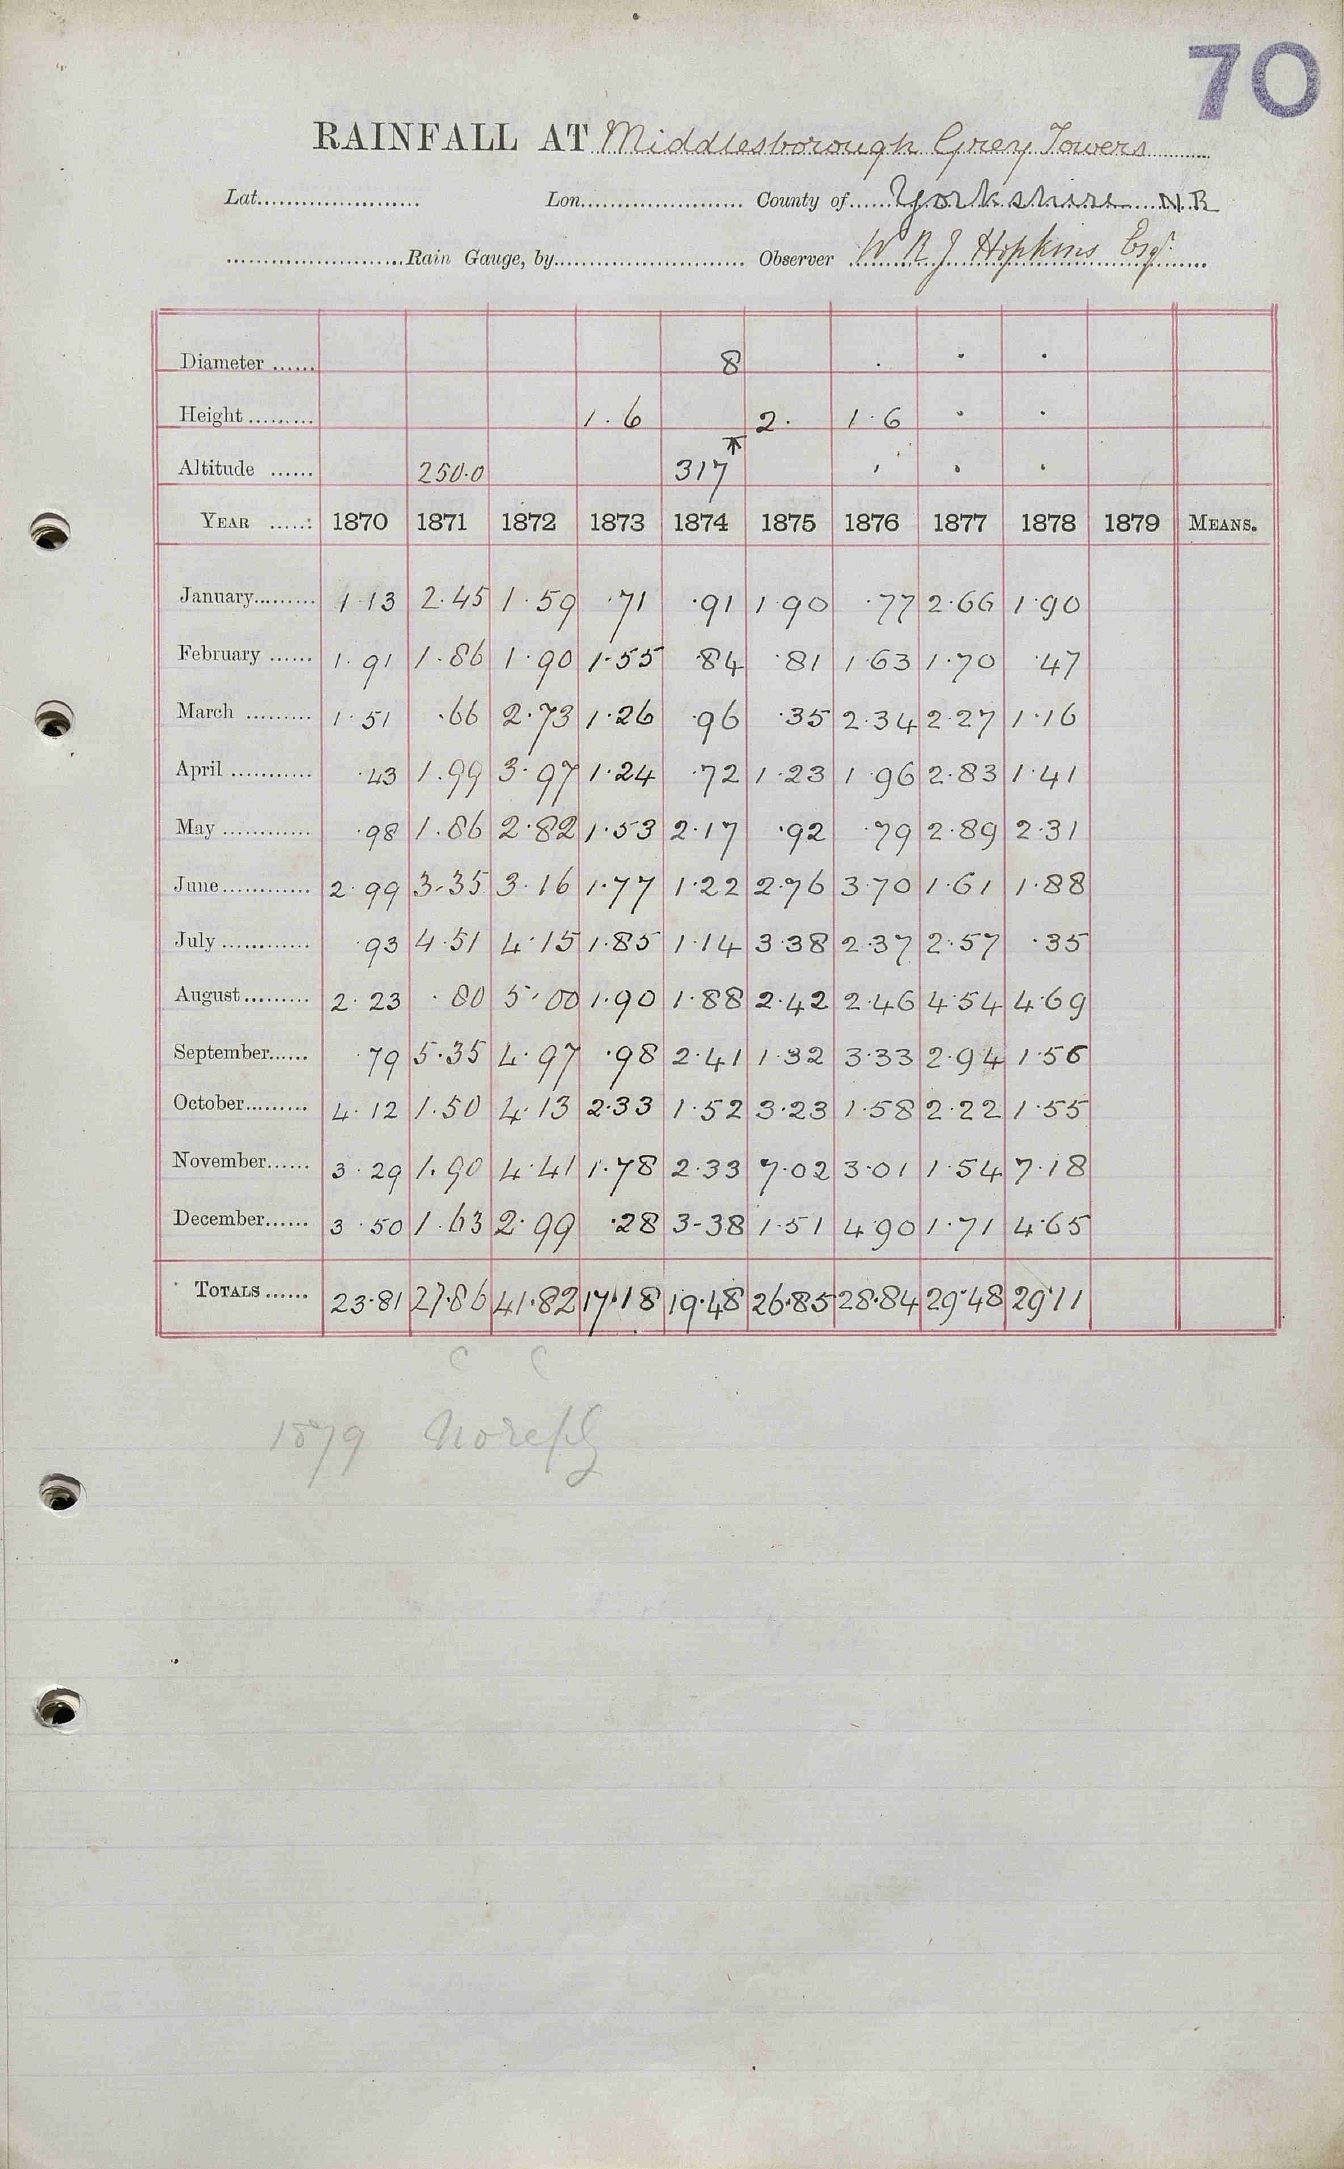 70
RAINFALL AT Middlesborough Grey Towers
Lat...................... Lon...................... County of Yorkshire N.R
Rain Gauge, by...................... Observer W R J Hopkins Esqr.
Diameter ...... 8 · · ·
Height ......... 1.6 2. 1.6 · ·
Altitude ...... 250.0 317 · · ·
YEAR .....: 1870 1871 1872 1873 1874 1875 1876 1877 1878 1879 MEANS.
January......... 1.13 2.45 1.59 .71 .91 1.90 .77 2.66 1.90
February ...... 1.91 1.86 1.90 1.55 .84 .81 1.63 1.70 .47
March ......... 1.51 .66 2.73 1.26 .96 .35 2.34 2.27 1.16
April ........... .43 1.99 3.97 1.24 .72 1.23 1.96 2.83 1.41
May ............ .98 1.86 2.82 1.53 2.17 .92 .79 2.89 2.31
June............ 2.99 3.35 3.16 1.77 1.22 2.76 3.70 1.61 1.88
July ............ .93 4.51 4.15 1.85 1.14 3.38 2.37 2.57 .35
August......... 2.23 .80 5.00 1.90 1.88 2.42 2.46 4.54 4.69
September...... .79 5.35 4.97 .98 2.41 1.32 3.33 2.94 1.56
October......... 4.12 1.50 4.13 2.33 1.52 3.23 1.58 2.22 1.55
November...... 3.29 1.90 4.41 1.78 2.33 7.02 3.01 1.54 7.18
December...... 3.50 1.63 2.99 .28 3.38 1.51 4.90 1.71 4.65
TOTALS ...... 23.81 27.86 41.82 17.18 19.48 26.85 28.84 29.48 29.11
C C
1879 No reply